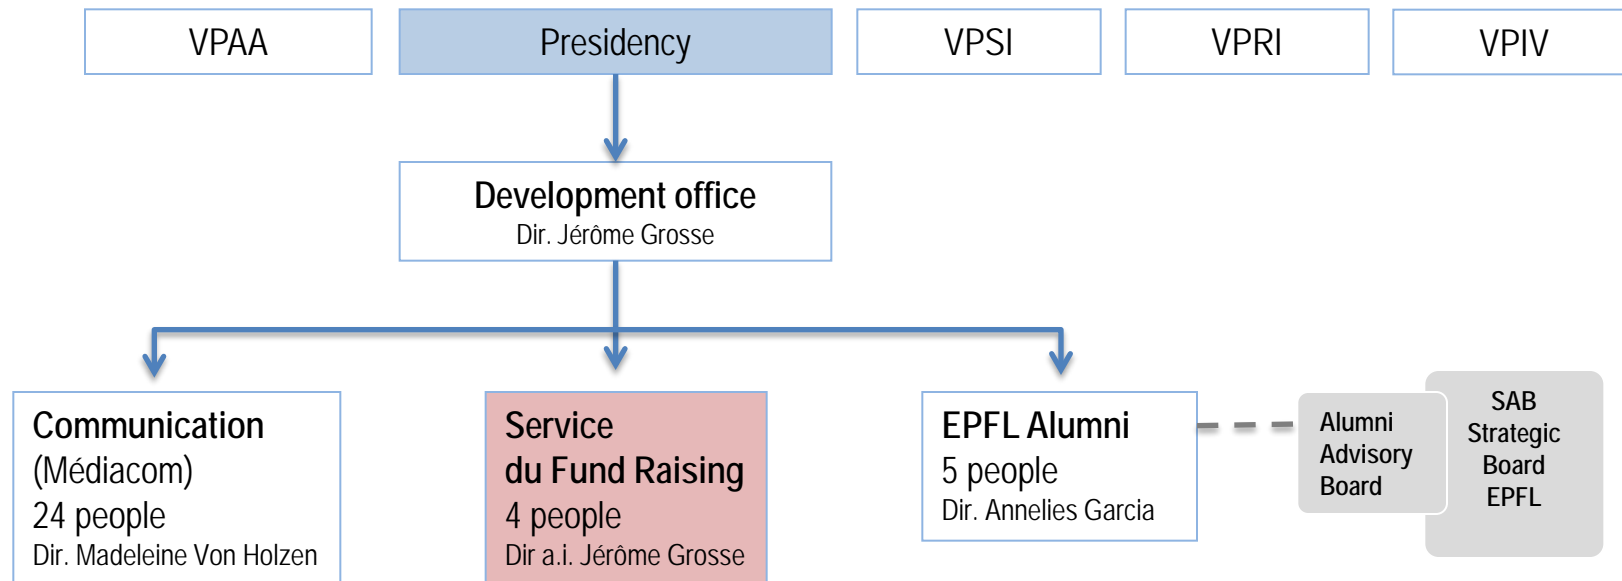 VPAA
Presidency
VPSI
VPRI
VPIV
Development office
Dir. Jérôme Grosse
Communication
(Médiacom)
24 people
Dir. Madeleine Von Holzen
Service
du Fund Raising
4 people
Dir a.i. Jérôme Grosse
EPFL Alumni
5 people
Dir. Annelies Garcia
Alumni
Advisory
Board
SAB
Strategic
Board
EPFL